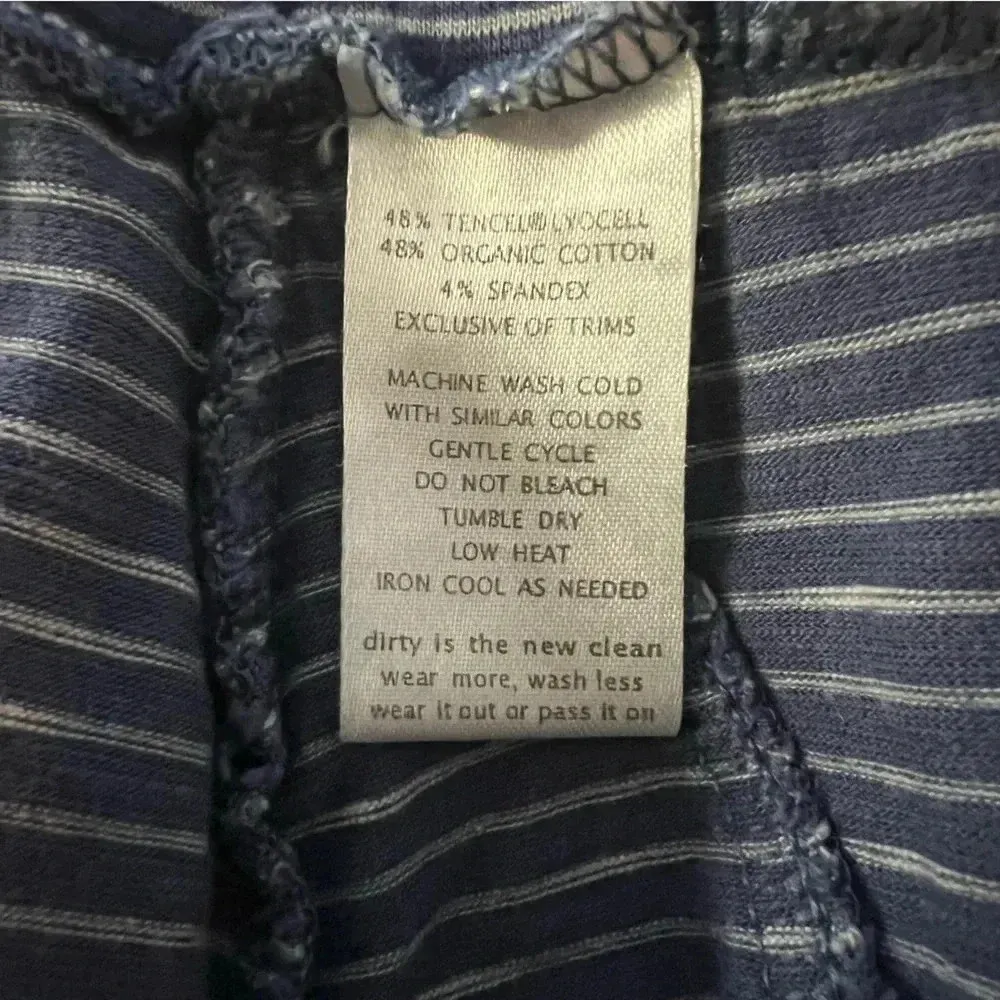 48% TENCEL® LYOCELL
48% ORGANIC COTTON
4% SPANDEX
EXCLUSIVE OF TRIMS
MACHINE WASH COLD
WITH SIMILAR COLORS
GENTLE CYCLE
DO NOT BLEACH
TUMBLE DRY
LOW HEAT
IRON COOL AS NEEDED
dirty is the new clean
wear more, wash less
wear it out or pass it on